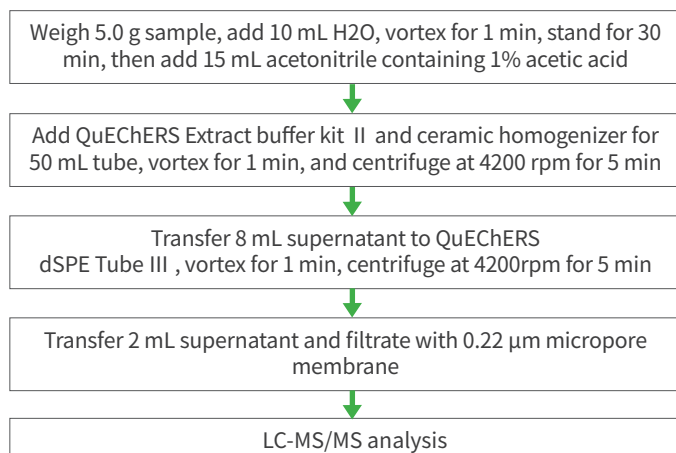 Weigh 5.0 g sample, add 10 mL H2O, vortex for 1 min, stand for 30
min, then add 15 mL acetonitrile containing 1% acetic acid
Add QuEChERS Extract buffer kit II and ceramic homogenizer for
50 mL tube, vortex for 1 min, and centrifuge at 4200 rpm for 5 min
Transfer 8 mL supernatant to QuEChERS
dSPE Tube III , vortex for 1 min, centrifuge at 4200rpm for 5 min
Transfer 2 mL supernatant and filtrate with 0.22 μm micropore
membrane
LC-MS/MS analysis